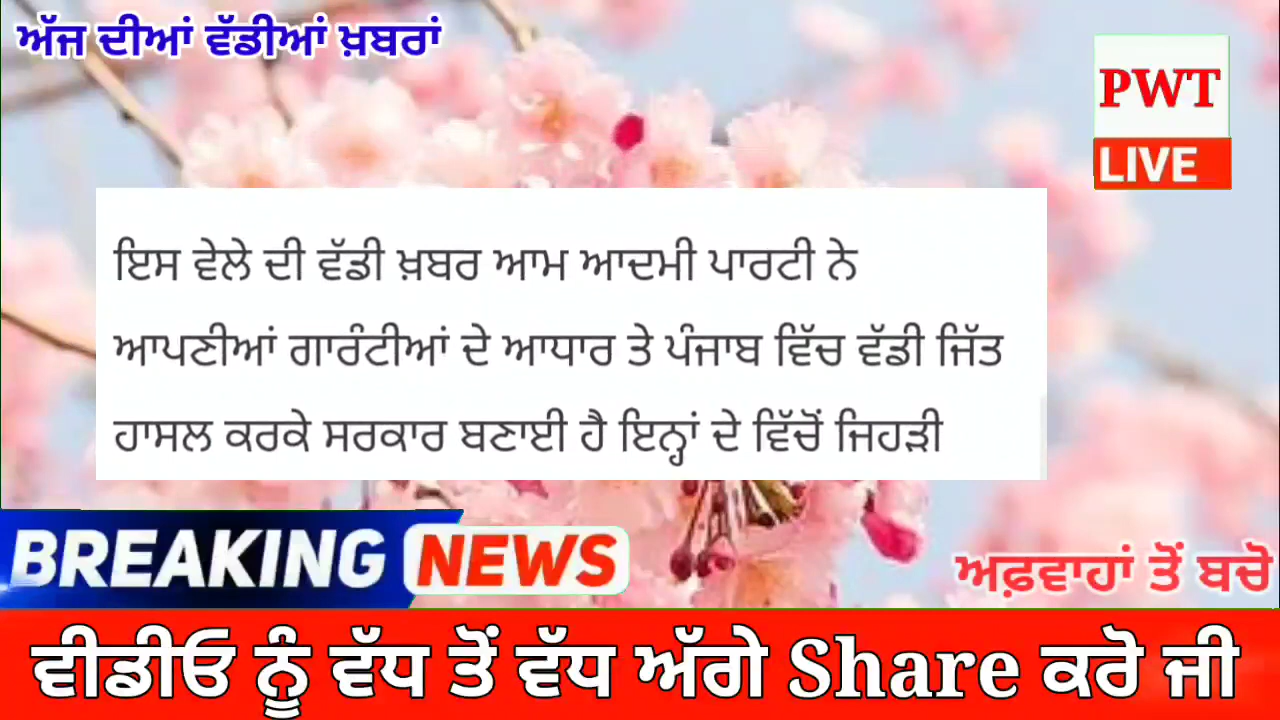 ਅੱਜ ਦੀਆਂ ਵੱਡੀਆਂ ਖ਼ਬਰਾਂ
PWT
LIVE
ਇਸ ਵੇਲੇ ਦੀ ਵੱਡੀ ਖ਼ਬਰ ਆਮ ਆਦਮੀ ਪਾਰਟੀ ਨੇ
ਆਪਣੀਆਂ ਗਾਰੰਟੀਆਂ ਦੇ ਆਧਾਰ ਤੇ ਪੰਜਾਬ ਵਿੱਚ ਵੱਡੀ ਜਿੱਤ
ਹਾਸਲ ਕਰਕੇ ਸਰਕਾਰ ਬਣਾਈ ਹੈ ਇਨ੍ਹਾਂ ਦੇ ਵਿੱਚੋਂ ਜਿਹੜੀ
BREAKING NEWS
ਅਫ਼ਵਾਹਾਂ ਤੋਂ ਬਚੋ
ਵੀਡੀਓ ਨੂੰ ਵੱਧ ਤੋਂ ਵੱਧ ਅੱਗੇ Share ਕਰੋ ਜੀ